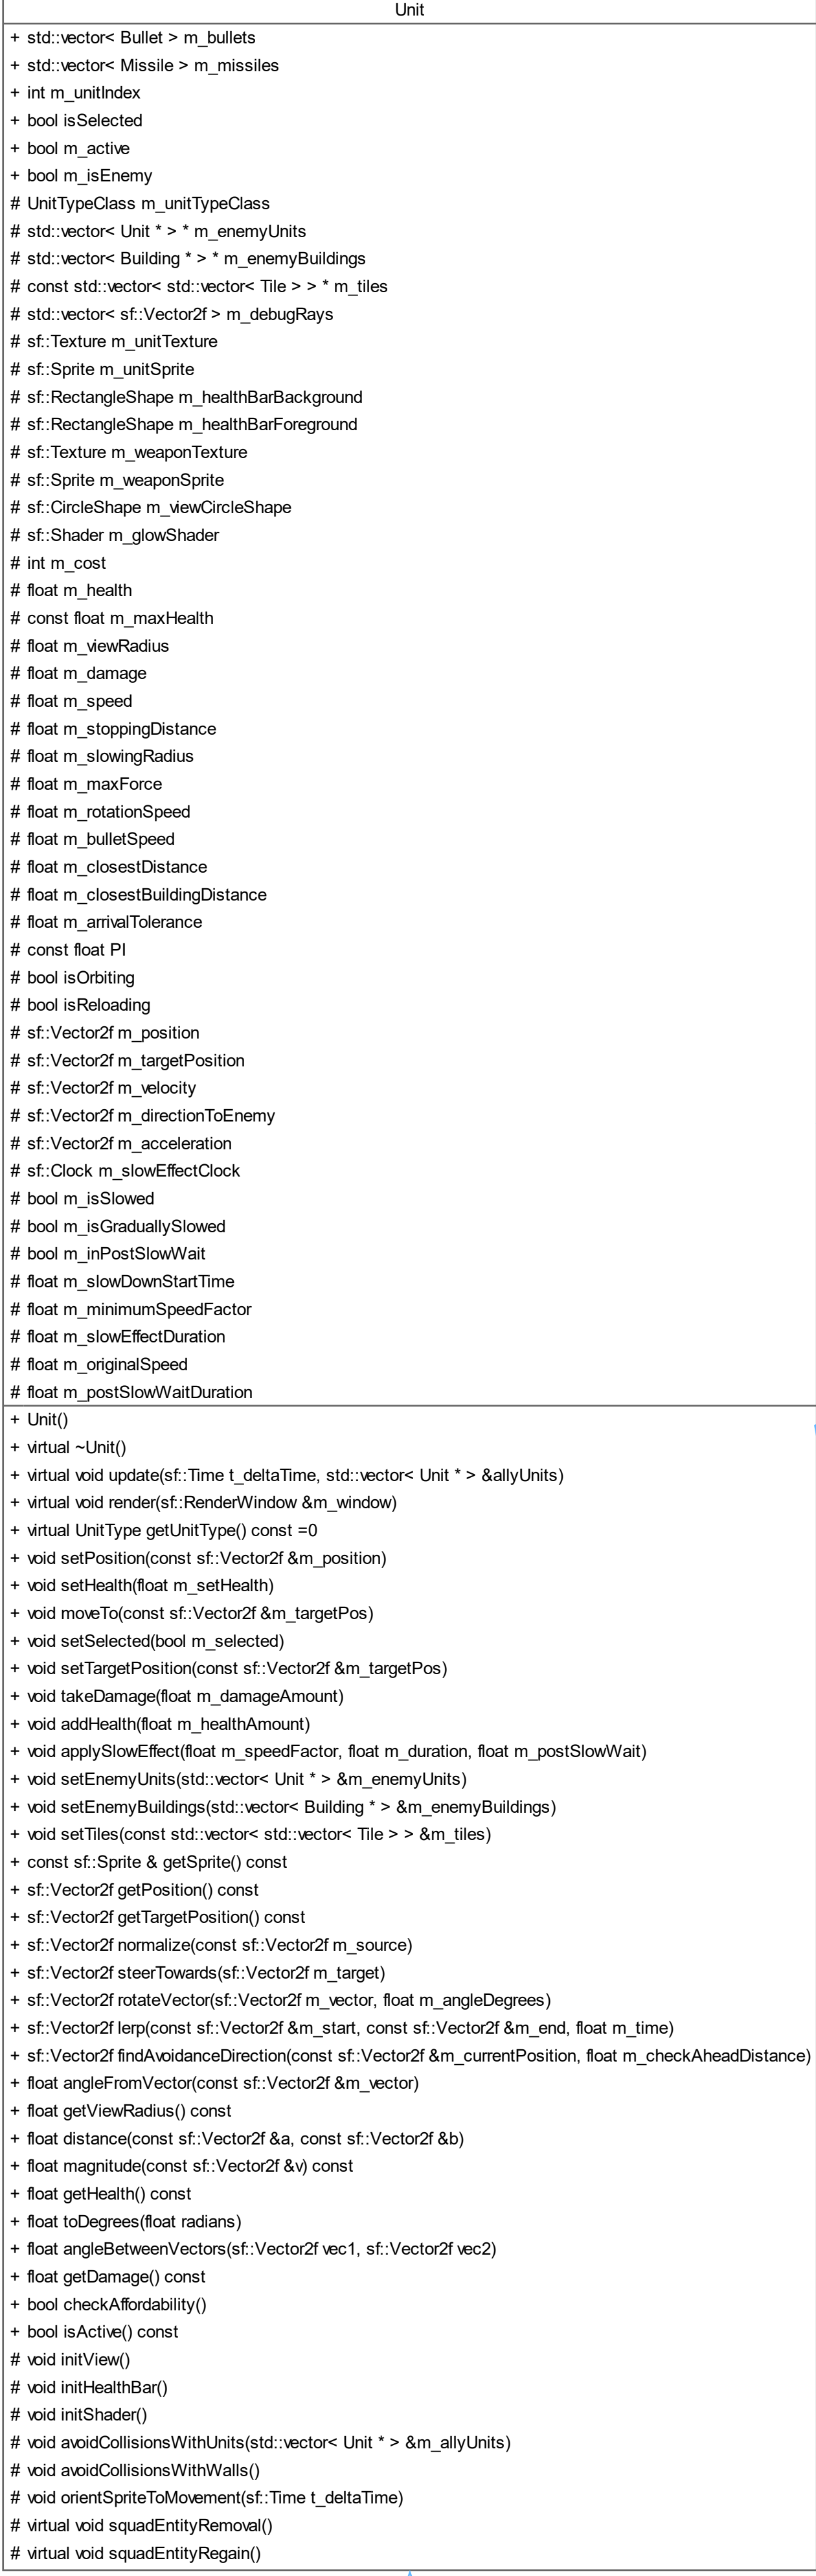 Unit
+ std::vector< Bullet > m_bullets
+ std::vector< Missile > m_missiles
+ int m_unitIndex
+ bool isSelected
+ bool m_active
+ bool m_isEnemy
# UnitTypeClass m_unitTypeClass
# std::vector< Unit * > * m_enemyUnits
# std::vector< Building * > * m_enemyBuildings
# const std::vector< std::vector< Tile > > * m_tiles
# std::vector< sf::Vector2f > m_debugRays
# sf::Texture m_unitTexture
# sf::Sprite m_unitSprite
# sf::RectangleShape m_healthBarBackground
# sf::RectangleShape m_healthBarForeground
# sf::Texture m_weaponTexture
# sf::Sprite m_weaponSprite
# sf::CircleShape m_viewCircleShape
# sf::Shader m_glowShader
# int m_cost
# float m_health
# const float m_maxHealth
# float m_viewRadius
# float m_damage
# float m_speed
# float m_stoppingDistance
# float m_slowingRadius
# float m_maxForce
# float m_rotationSpeed
# float m_bulletSpeed
# float m_closestDistance
# float m_closestBuildingDistance
# float m_arrivalTolerance
# const float PI
# bool isOrbiting
# bool isReloading
# sf::Vector2f m_position
# sf::Vector2f m_targetPosition
# sf::Vector2f m_velocity
# sf::Vector2f m_directionToEnemy
# sf::Vector2f m_acceleration
# sf::Clock m_slowEffectClock
# bool m_isSlowed
# bool m_isGraduallySlowed
# bool m_inPostSlowWait
# float m_slowDownStartTime
# float m_minimumSpeedFactor
# float m_slowEffectDuration
# float m_originalSpeed
# float m_postSlowWaitDuration
+ Unit()
+ virtual ~Unit()
+ virtual void update(sf::Time t_deltaTime, std::vector< Unit * > &allyUnits)
+ virtual void render(sf::RenderWindow &m_window)
+ virtual UnitType getUnitType() const =0
+ void setPosition(const sf::Vector2f &m_position)
+ void setHealth(float m_setHealth)
+ void moveTo(const sf::Vector2f &m_targetPos)
+ void setSelected(bool m_selected)
+ void setTargetPosition(const sf::Vector2f &m_targetPos)
+ void takeDamage(float m_damageAmount)
+ void addHealth(float m_healthAmount)
+ void applySlowEffect(float m_speedFactor, float m_duration, float m_postSlowWait)
+ void setEnemyUnits(std::vector< Unit * > &m_enemyUnits)
+ void setEnemyBuildings(std::vector< Building * > &m_enemyBuildings)
+ void setTiles(const std::vector< std::vector< Tile > > &m_tiles)
+ const sf::Sprite & getSprite() const
+ sf::Vector2f getPosition() const
+ sf::Vector2f getTargetPosition() const
+ sf::Vector2f normalize(const sf::Vector2f m_source)
+ sf::Vector2f steerTowards(sf::Vector2f m_target)
+ sf::Vector2f rotateVector(sf::Vector2f m_vector, float m_angleDegrees)
+ sf::Vector2f lerp(const sf::Vector2f &m_start, const sf::Vector2f &m_end, float m_time)
+ sf::Vector2f findAvoidanceDirection(const sf::Vector2f &m_currentPosition, float m_checkAheadDistance)
+ float angleFromVector(const sf::Vector2f &m_vector)
+ float getViewRadius() const
+ float distance(const sf::Vector2f &a, const sf::Vector2f &b)
+ float magnitude(const sf::Vector2f &v) const
+ float getHealth() const
+ float toDegrees(float radians)
+ float angleBetweenVectors(sf::Vector2f vec1, sf::Vector2f vec2)
+ float getDamage() const
+ bool checkAffordability()
+ bool isActive() const
# void initView()
# void initHealthBar()
# void initShader()
# void avoidCollisionsWithUnits(std::vector< Unit * > &m_allyUnits)
# void avoidCollisionsWithWalls()
# void orientSpriteToMovement(sf::Time t_deltaTime)
# virtual void squadEntityRemoval()
# virtual void squadEntityRegain()